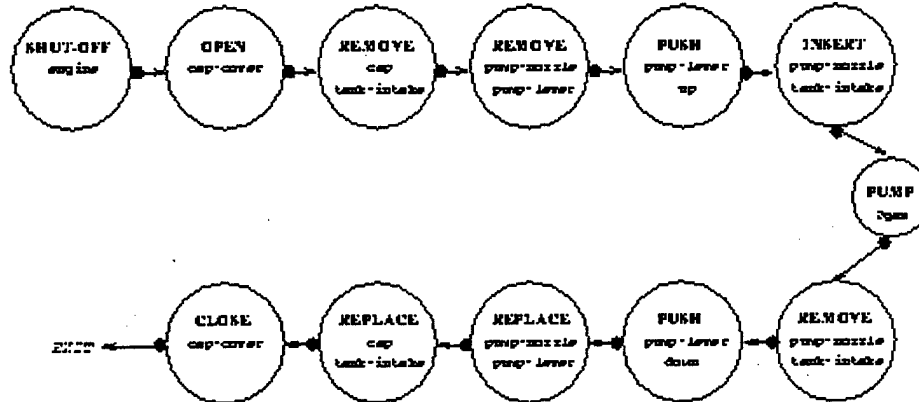 SHUT-OFF
engine
OPEN
cap-cover
REMOVE
cap
tank-intake
REMOVE
pump-nozzle
pump-lever
PUSH
pump-lever
up
INSERT
pump-nozzle
tank-intake
PUMP
REMOVE
pump-nozzle
tank-intake
PUSH
pump-lever
down
REPLACE
pump-nozzle
pump-lever
REPLACE
cap
tank-intake
CLOSE
cap-cover